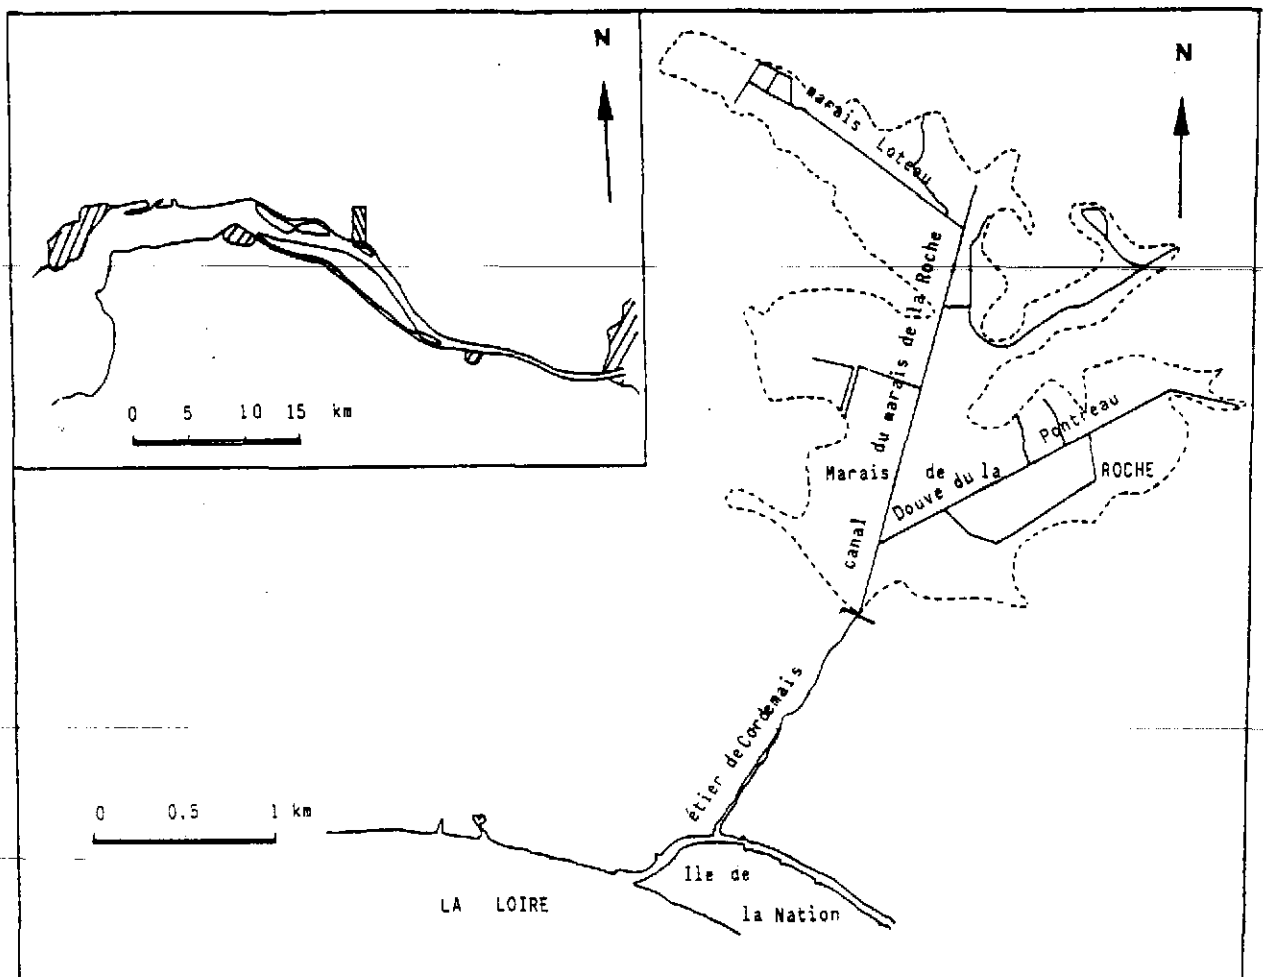 N
0 5 10 15 km
N
marais Loteau
canal du marais de la Roche
Marais de la ROCHE
Douve du Pontreau
étier de Cordemais
0 0,5 1 km
Ile de
la Nation
LA LOIRE